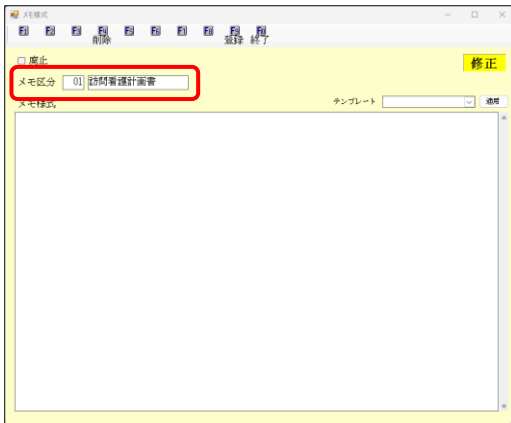 メモ様式
F1 F2 F3 F4 F5 F6 F7 F8 F9 F10
削除 登録 終了
廃止
修正
メモ区分 01 訪問看護計画書
メモ様式 テンプレート 適用